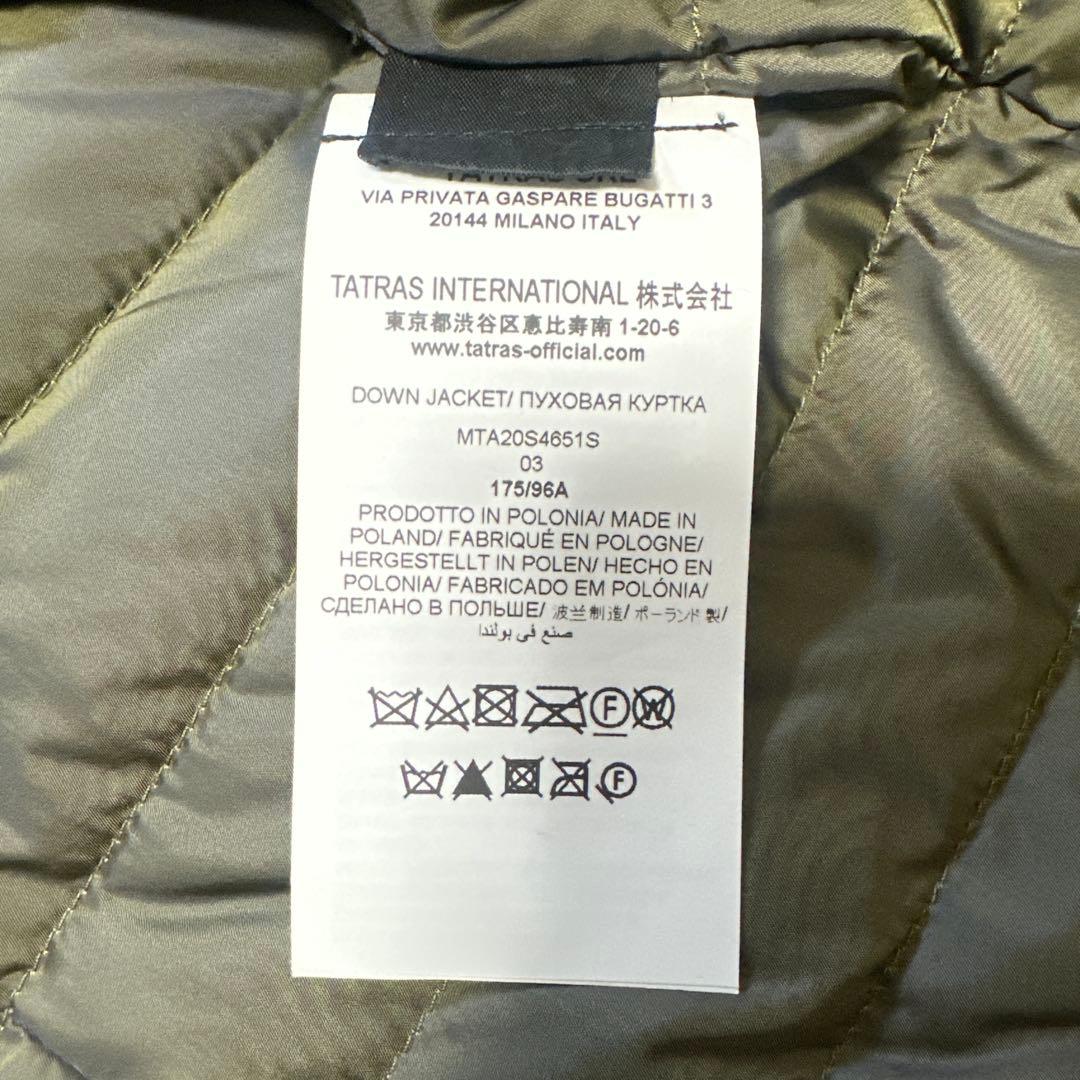 VIA PRIVATA GASPARE BUGATTI 3
20144 MILANO ITALY
TATRAS INTERNATIONAL 株式会社
東京都渋谷区恵比寿南 1-20-6
www.tatras-official.com
DOWN JACKET/ ПУХОВАЯ КУРТКА
MTA20S4651S
03
175/96A
PRODOTTO IN POLONIA/ MADE IN
POLAND/ FABRIQUÉ EN POLOGNE/
HERGESTELLT IN POLEN/ HECHO EN
POLONIA/ FABRICADO EM POLÓNIA/
СДЕЛАНО В ПОЛЬШЕ/ 波兰制造/ ポーランド製/
صنع في بولندا
F W
F